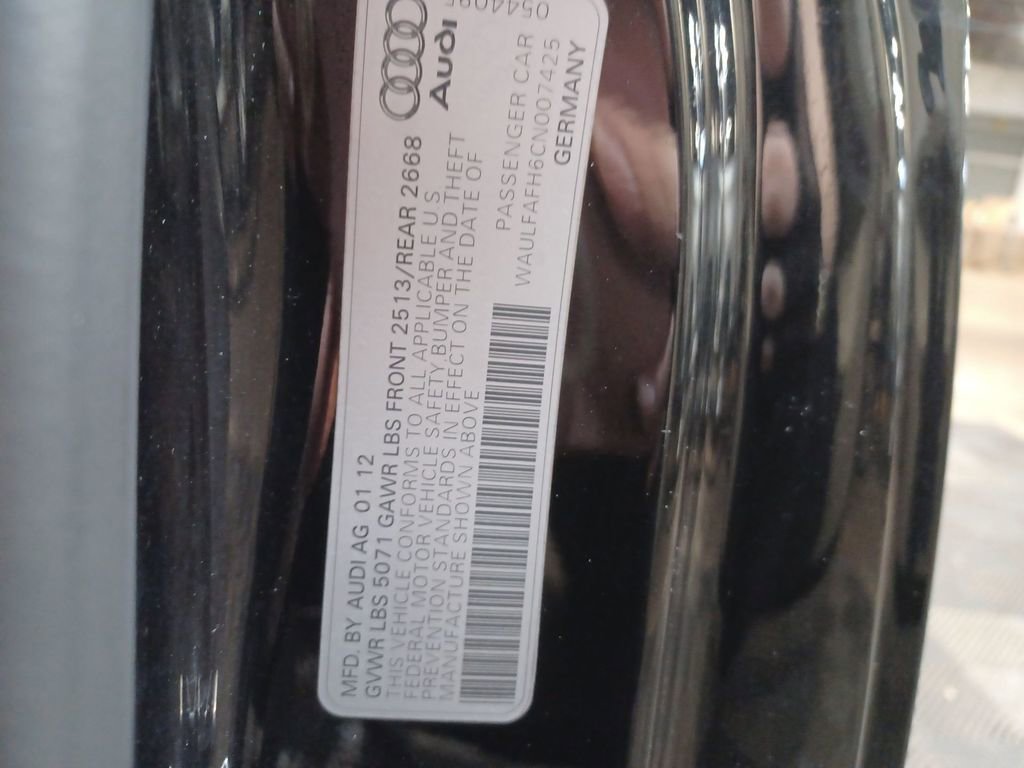 MFD. BY AUDI AG 01 12
GVWR LBS 5071 GAWR LBS FRONT 2513/REAR 2668
THIS VEHICLE CONFORMS TO ALL APPLICABLE U S
FEDERAL MOTOR VEHICLE SAFETY, BUMPER AND THEFT
PREVENTION STANDARDS IN EFFECT ON THE DATE OF
MANUFACTURE SHOWN ABOVE
Audi
PASSENGER CAR
WAULFAFH6CN007425
GERMANY